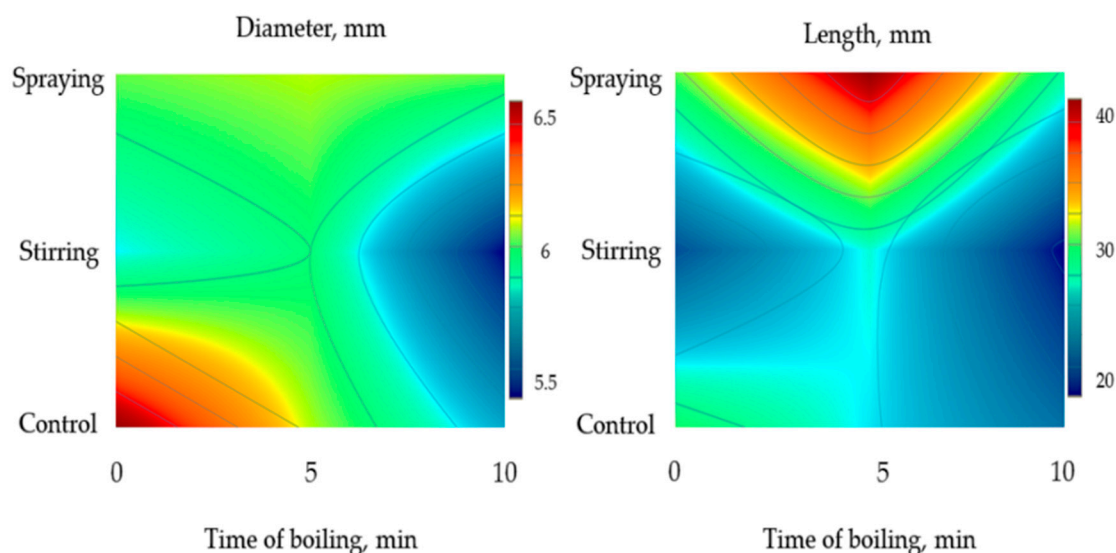 Diameter, mm
Spraying
Stirring
Control
6.5
6
5.5
0 5 10
Time of boiling, min
Length, mm
Spraying
Stirring
Control
40
30
20
0 5 10
Time of boiling, min